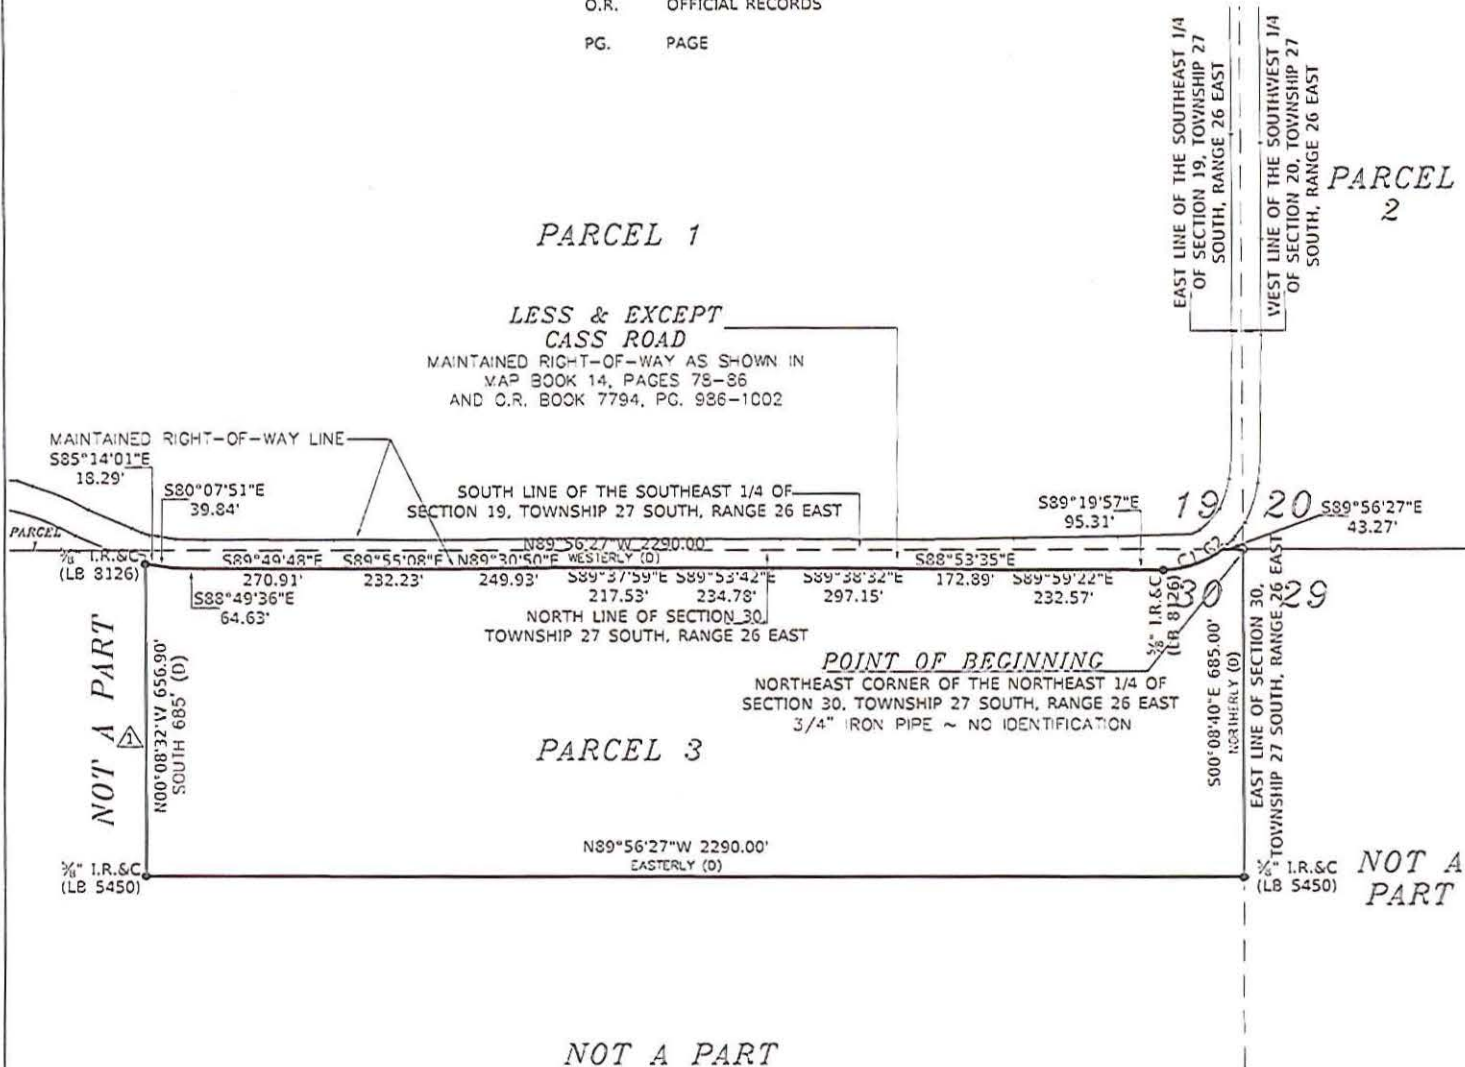 O.R. OFFICIAL RECORDS
PG. PAGE
EAST LINE OF THE SOUTHEAST 1/4
OF SECTION 19, TOWNSHIP 27
SOUTH, RANGE 26 EAST
WEST LINE OF THE SOUTHWEST 1/4
OF SECTION 20, TOWNSHIP 27
SOUTH, RANGE 26 EAST
PARCEL
2
PARCEL 1
LESS & EXCEPT
CASS ROAD
MAINTAINED RIGHT-OF-WAY AS SHOWN IN
MAP BOOK 14, PAGES 78-86
AND O.R. BOOK 7794, PG. 986-1002
MAINTAINED RIGHT-OF-WAY LINE
S85°14'01"E
18.29'
S80°07'51"E
39.84'
SOUTH LINE OF THE SOUTHEAST 1/4 OF
SECTION 19, TOWNSHIP 27 SOUTH, RANGE 26 EAST
S89°19'57"E
95.31'
19
20
S89°56'27"E
43.27'
PARCEL
1
5/8" I.R.&C
(LB 8126)
N89°56'27"W 2290.00'
WESTERLY (D)
S89°49'48"E
270.91'
S89°55'08"E
232.23'
N89°30'50"E
249.93'
S89°37'59"E
217.53'
S89°53'42"E
234.78'
S89°38'32"E
297.15'
S88°53'35"E
172.89'
S89°59'22"E
232.57'
C1
C2
S88°49'36"E
64.63'
NORTH LINE OF SECTION 30,
TOWNSHIP 27 SOUTH, RANGE 26 EAST
5/8" I.R.&C
(LB 8126)
30
29
POINT OF BEGINNING
NORTHEAST CORNER OF THE NORTHEAST 1/4 OF
SECTION 30, TOWNSHIP 27 SOUTH, RANGE 26 EAST
3/4" IRON PIPE ~ NO IDENTIFICATION
NOT A PART
1
N00°08'32"W 656.90'
SOUTH 685' (D)
PARCEL 3
S00°08'40"E 685.00'
NORTHERLY (D)
EAST LINE OF SECTION 30,
TOWNSHIP 27 SOUTH, RANGE 26 EAST
N89°56'27"W 2290.00'
EASTERLY (D)
5/8" I.R.&C
(LB 5450)
5/8" I.R.&C
(LB 5450)
NOT A
PART
NOT A PART